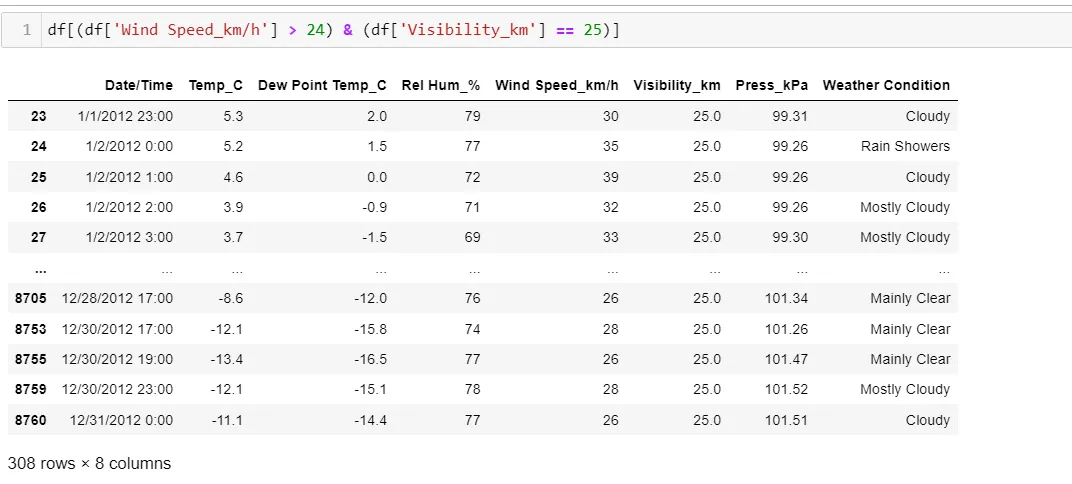 1 df[(df['Wind Speed_km/h'] > 24) & (df['Visibility_km'] == 25)]
Date/Time Temp_C Dew Point Temp_C Rel Hum_% Wind Speed_km/h Visibility_km Press_kPa Weather Condition
23 1/1/2012 23:00 5.3 2.0 79 30 25.0 99.31 Cloudy
24 1/2/2012 0:00 5.2 1.5 77 35 25.0 99.26 Rain Showers
25 1/2/2012 1:00 4.6 0.0 72 39 25.0 99.26 Cloudy
26 1/2/2012 2:00 3.9 -0.9 71 32 25.0 99.26 Mostly Cloudy
27 1/2/2012 3:00 3.7 -1.5 69 33 25.0 99.30 Mostly Cloudy
... ... ... ... ... ... ... ... ...
8705 12/28/2012 17:00 -8.6 -12.0 76 26 25.0 101.34 Mainly Clear
8753 12/30/2012 17:00 -12.1 -15.8 74 28 25.0 101.26 Mainly Clear
8755 12/30/2012 19:00 -13.4 -16.5 77 26 25.0 101.47 Mainly Clear
8759 12/30/2012 23:00 -12.1 -15.1 78 28 25.0 101.52 Mostly Cloudy
8760 12/31/2012 0:00 -11.1 -14.4 77 26 25.0 101.51 Cloudy
308 rows × 8 columns